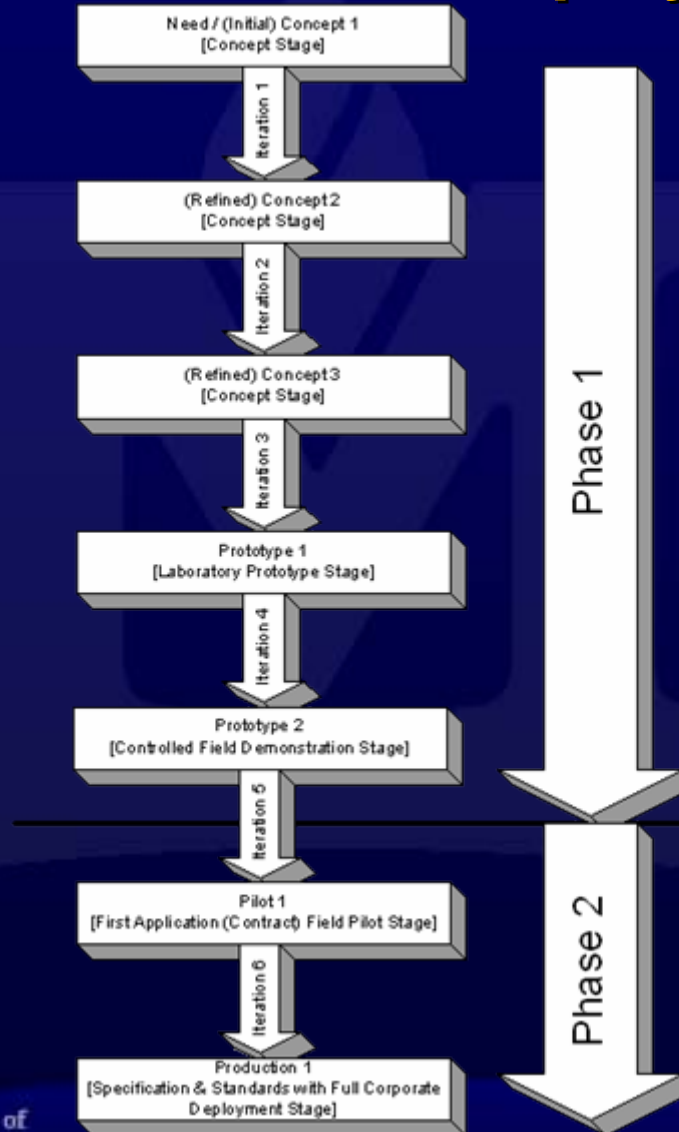 Need / (Initial) Concept 1
[Concept Stage]
Iteration 1
(Refined) Concept 2
[Concept Stage]
Iteration 2
(Refined) Concept 3
[Concept Stage]
Iteration 3
Prototype 1
[Laboratory Prototype Stage]
Iteration 4
Prototype 2
[Controlled Field Demonstration Stage]
Iteration 5
Pilot 1
[First Application (Contract) Field Pilot Stage]
Iteration 6
Production 1
[Specification & Standards with Full Corporate
Deployment Stage]
Phase 1
Phase 2
of